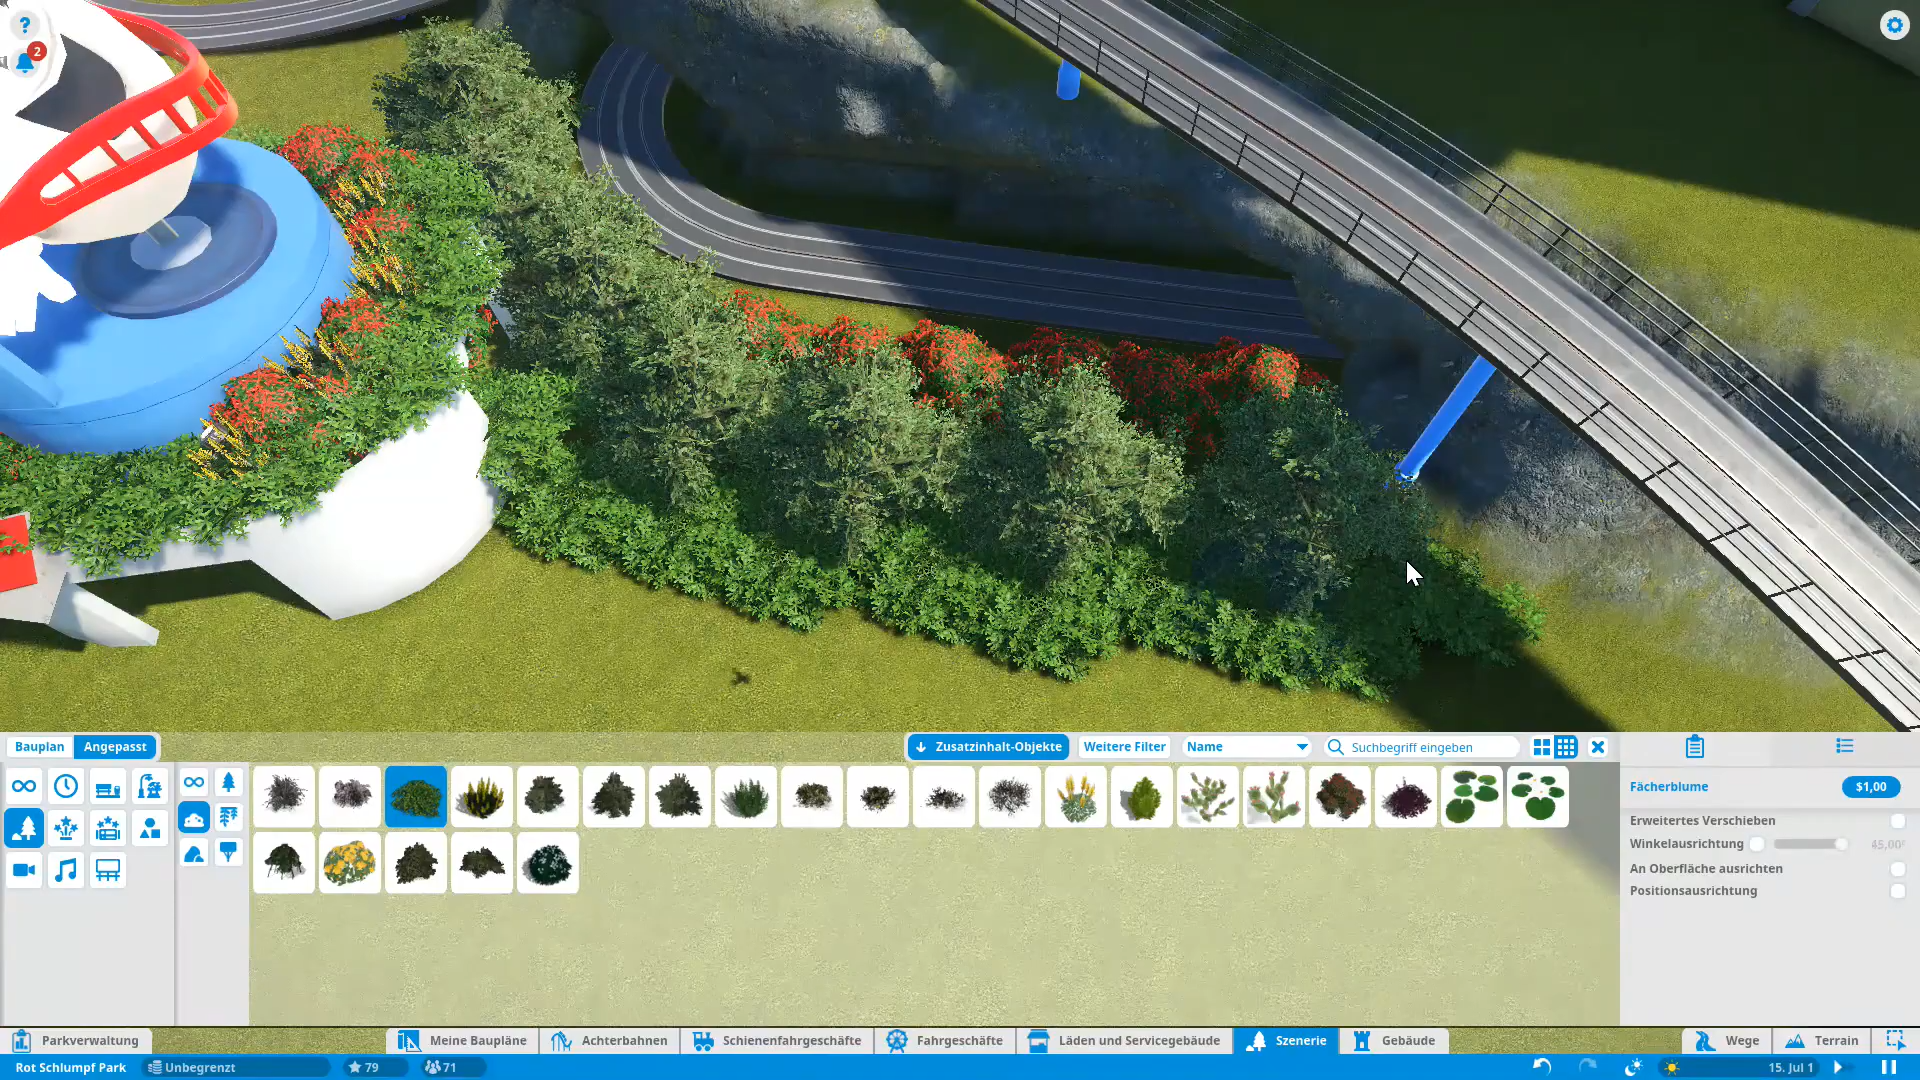 ?
2
Bauplan Angepasst
Zusatzinhalt-Objekte Weitere Filter Name Suchbegriff eingeben
Fächerblume $1,00
Erweitertes Verschieben
Winkelausrichtung 45,00°
An Oberfläche ausrichten
Positionsausrichtung
Parkverwaltung Meine Baupläne Achterbahnen Schienenfahrgeschäfte Fahrgeschäfte Läden und Servicegebäude Szenerie Gebäude Wege Terrain
Rot Schlumpf Park Unbegrenzt 79 71 15. Jul 1